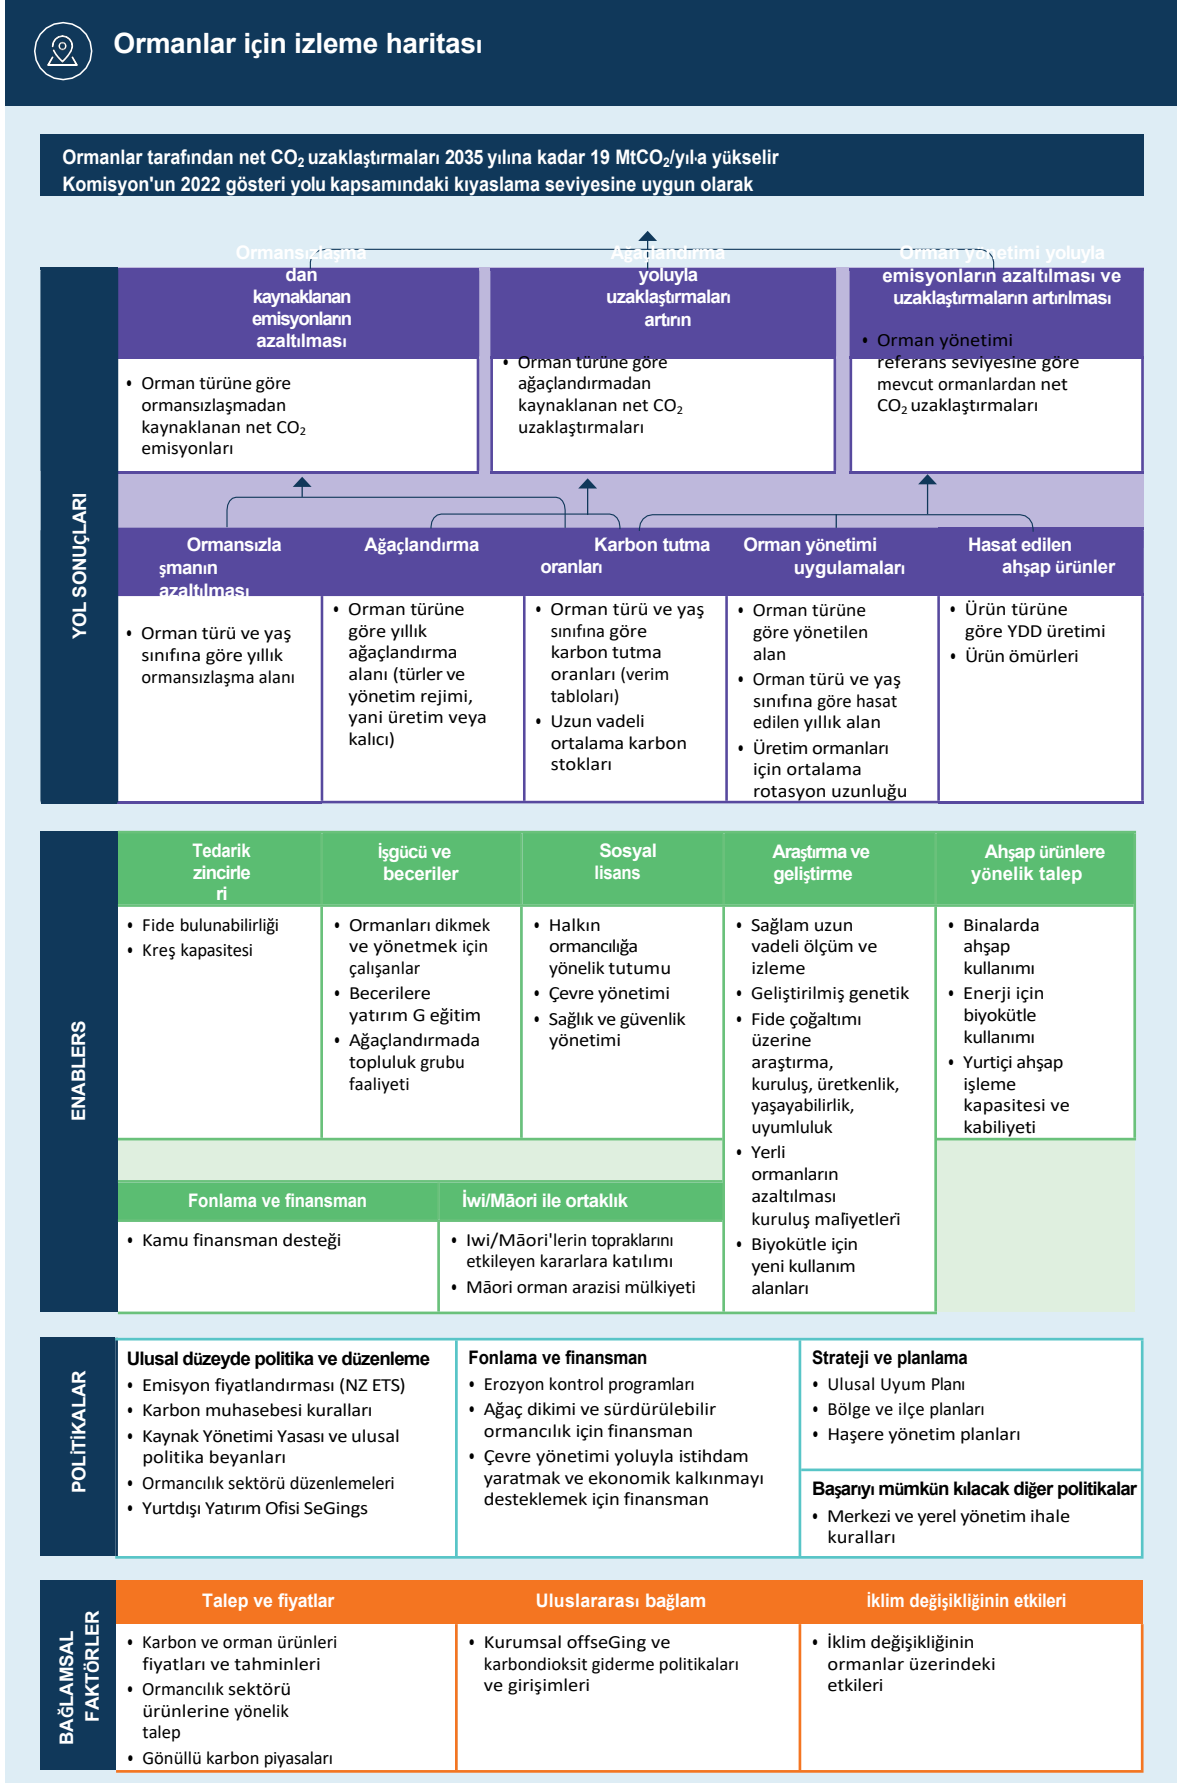 Ormanlar için izleme haritası
Ormanlar tarafından net CO₂ uzaklaştırmaları 2035 yılına kadar 19 MtCO₂/yıl'a yükselir
Komisyon'un 2022 gösteri yolu kapsamındaki kıyaslama seviyesine uygun olarak
YOL SONUÇLARI
Ormansızlaşma
dan
kaynaklanan
emisyonların
azaltılması
• Orman türüne göre
ormansızlaşmadan
kaynaklanan net CO₂
emisyonları
Ağaçlandırma
yoluyla
uzaklaştırmaları
artırın
• Orman türüne göre
ağaçlandırmadan
kaynaklanan net CO₂
uzaklaştırmaları
Orman yönetimi yoluyla
emisyonların azaltılması ve
uzaklaştırmaların artırılması
• Orman yönetimi
referans seviyesine göre
mevcut ormanlardan net
CO₂ uzaklaştırmaları
Ormansızla
şmanın
azaltılması
• Orman türü ve yaş
sınıfına göre yıllık
ormansızlaşma alanı
Ağaçlandırma
• Orman türüne
göre yıllık
ağaçlandırma
alanı (türler ve
yönetim rejimi,
yani üretim veya
kalıcı)
Karbon tutma
oranları
• Orman türü ve yaş
sınıfına göre
karbon tutma
oranları (verim
tabloları)
• Uzun vadeli
ortalama karbon
stokları
Orman yönetimi
uygulamaları
• Orman türüne
göre yönetilen
alan
• Orman türü ve yaş
sınıfına göre hasat
edilen yıllık alan
• Üretim ormanları
için ortalama
rotasyon uzunluğu
Hasat edilen
ahşap ürünler
• Ürün türüne
göre YDD üretimi
• Ürün ömürleri
ENABLERS
Tedarik
zincirle
ri
• Fide bulunabilirliği
• Kreş kapasitesi
İşgücü ve
beceriler
• Ormanları dikmek
ve yönetmek için
çalışanlar
• Becerilere
yatırım G eğitim
• Ağaçlandırmada
topluluk grubu
faaliyeti
Sosyal
lisans
• Halkın
ormancılığa
yönelik tutumu
• Çevre yönetimi
• Sağlık ve güvenlik
yönetimi
Araştırma ve
geliştirme
• Sağlam uzun
vadeli ölçüm ve
izleme
• Geliştirilmiş genetik
• Fide çoğaltımı
üzerine
araştırma,
kuruluş, üretkenlik,
yaşayabilirlik,
uyumluluk
• Yerli
ormanların
azaltılması
kuruluş maliyetleri
• Biyokütle için
yeni kullanım
alanları
Ahşap ürünlere
yönelik talep
• Binalarda
ahşap
kullanımı
• Enerji için
biyokütle
kullanımı
• Yurtiçi ahşap
işleme
kapasitesi ve
kabiliyeti
Fonlama ve finansman
• Kamu finansman desteği
İwi/Māori ile ortaklık
• Iwi/Māori'lerin topraklarını
etkileyen kararlara katılımı
• Māori orman arazisi mülkiyeti
POLİTİKALAR
Ulusal düzeyde politika ve düzenleme
• Emisyon fiyatlandırması (NZ ETS)
• Karbon muhasebesi kuralları
• Kaynak Yönetimi Yasası ve ulusal
politika beyanları
• Ormancılık sektörü düzenlemeleri
• Yurtdışı Yatırım Ofisi SeGings
Fonlama ve finansman
• Erozyon kontrol programları
• Ağaç dikimi ve sürdürülebilir
ormancılık için finansman
• Çevre yönetimi yoluyla istihdam
yaratmak ve ekonomik kalkınmayı
desteklemek için finansman
Strateji ve planlama
• Ulusal Uyum Planı
• Bölge ve ilçe planları
• Haşere yönetim planları
Başarıyı mümkün kılacak diğer politikalar
• Merkezi ve yerel yönetim ihale
kuralları
BAĞLAMSAL
FAKTÖRLER
Talep ve fiyatlar
• Karbon ve orman ürünleri
fiyatları ve tahminleri
• Ormancılık sektörü
ürünlerine yönelik
talep
• Gönüllü karbon piyasaları
Uluslararası bağlam
• Kurumsal offseGing ve
karbondioksit giderme politikaları
ve girişimleri
İklim değişikliğinin etkileri
• İklim değişikliğinin
ormanlar üzerindeki
etkileri